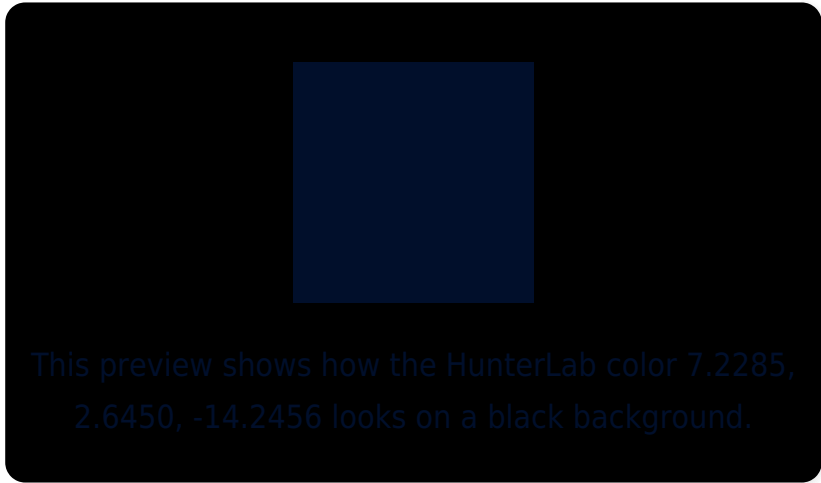 This preview shows how the HunterLab color 7.2285,
2.6450, -14.2456 looks on a black background.